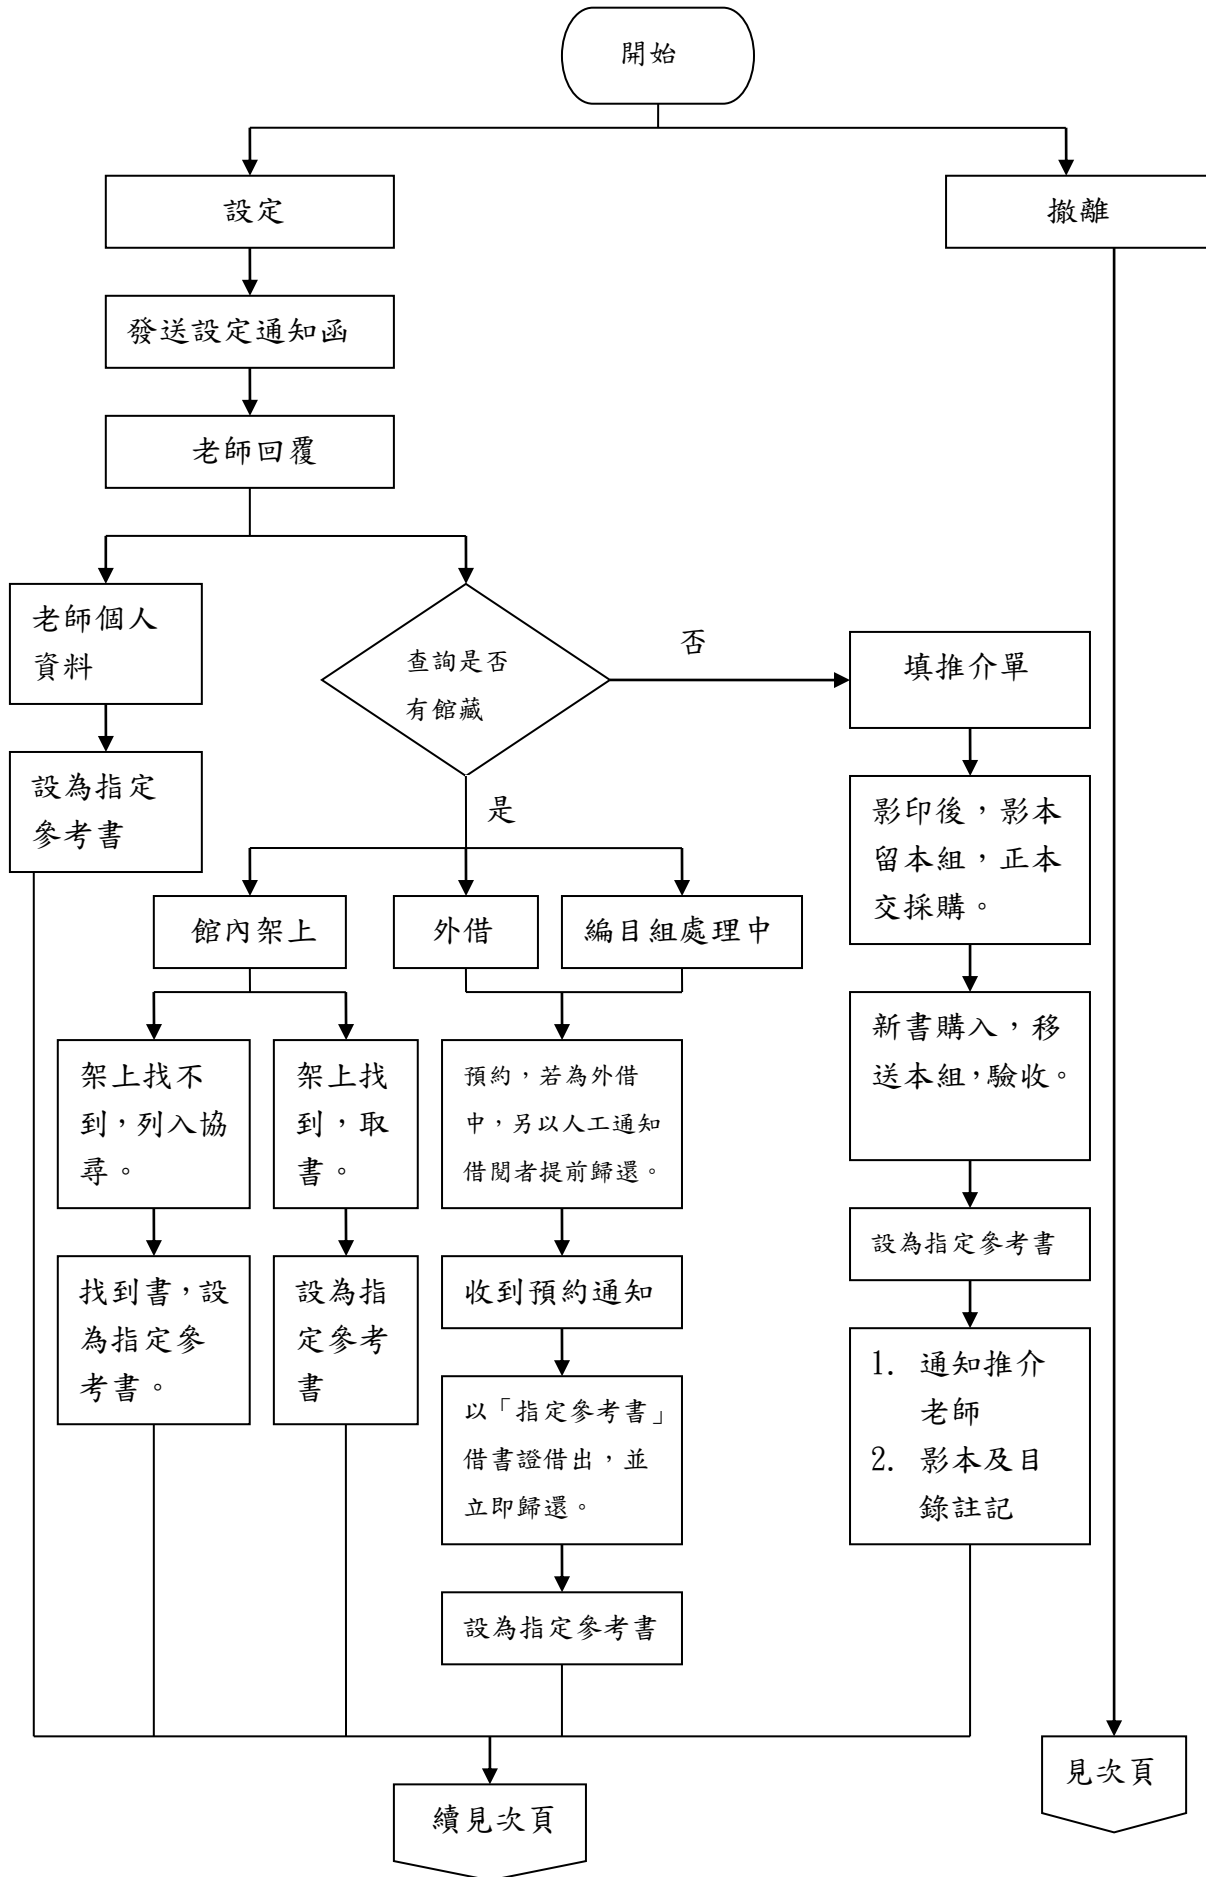 開始
設定
撤離
發送設定通知函
老師回覆
老師個人
資料
設為指定
參考書
查詢是否
有館藏
否
是
填推介單
影印後，影本
留本組，正本
交採購。
館內架上
外借
編目組處理中
新書購入，移
送本組，驗收。
架上找不
到，列入協
尋。
架上找
到，取
書。
預約，若為外借
中，另以人工通知
借閱者提前歸還。
設為指定參考書
找到書，設
為指定參
考書。
設為指
定參考
書
收到預約通知
以「指定參考書」
借書證借出，並
立即歸還。
1. 通知推介
老師
2. 影本及目
錄註記
設為指定參考書
見次頁
續見次頁